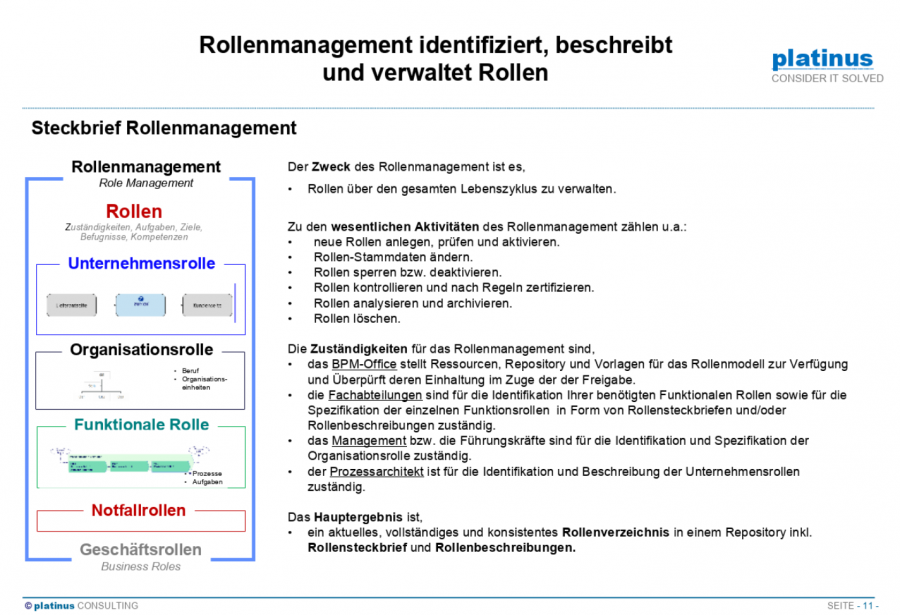 Rollenmanagement identifiziert, beschreibt
und verwaltet Rollen
platinus
CONSIDER IT SOLVED
Steckbrief Rollenmanagement
Rollenmanagement
Role Management
Rollen
Zuständigkeiten, Aufgaben, Ziele,
Befugnisse, Kompetenzen
Unternehmensrolle
Organisationsrolle
• Beruf
• Organisations-
einheiten
Funktionale Rolle
• Prozesse
• Aufgaben
Notfallrollen
Geschäftsrollen
Business Roles
Der Zweck des Rollenmanagement ist es,
• Rollen über den gesamten Lebenszyklus zu verwalten.
Zu den wesentlichen Aktivitäten des Rollenmanagement zählen u.a.:
• neue Rollen anlegen, prüfen und aktivieren.
• Rollen-Stammdaten ändern.
• Rollen sperren bzw. deaktivieren.
• Rollen kontrollieren und nach Regeln zertifizieren.
• Rollen analysieren und archivieren.
• Rollen löschen.
Die Zuständigkeiten für das Rollenmanagement sind,
• das BPM-Office stellt Ressourcen, Repository und Vorlagen für das Rollenmodell zur Verfügung
und Überpürft deren Einhaltung im Zuge der der Freigabe.
• die Fachabteilungen sind für die Identifikation Ihrer benötigten Funktionalen Rollen sowie für die
Spezifikation der einzelnen Funktionsrollen in Form von Rollensteckbriefen und/oder
Rollenbeschreibungen zuständig.
• das Management bzw. die Führungskräfte sind für die Identifikation und Spezifikation der
Organisationsrolle zuständig.
• der Prozessarchitekt ist für die Identifikation und Beschreibung der Unternehmensrollen
zuständig.
Das Hauptergebnis ist,
• ein aktuelles, vollständiges und konsistentes Rollenverzeichnis in einem Repository inkl.
Rollensteckbrief und Rollenbeschreibungen.
© platinus CONSULTING
SEITE - 11 -